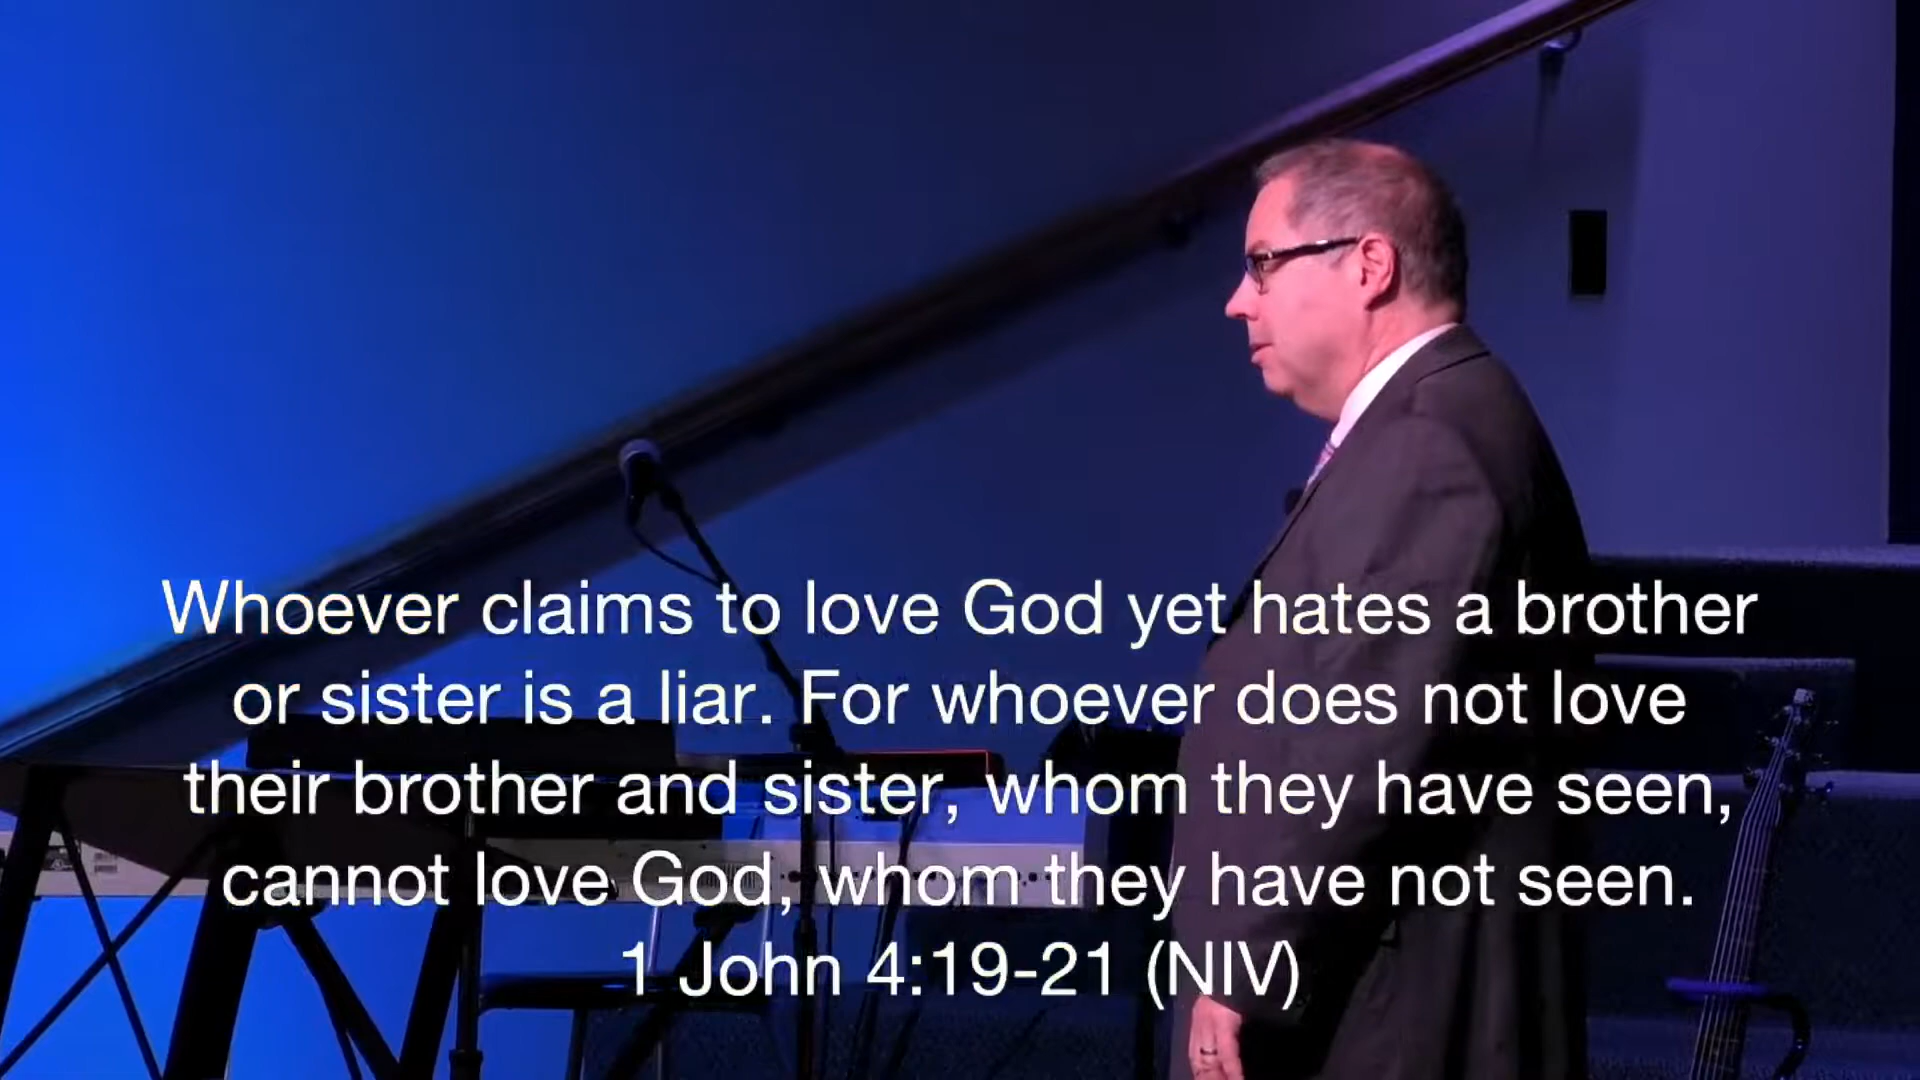 Whoever claims to love God yet hates a brother
or sister is a liar. For whoever does not love
their brother and sister, whom they have seen,
cannot love God, whom they have not seen.
1 John 4:19-21 (NIV)